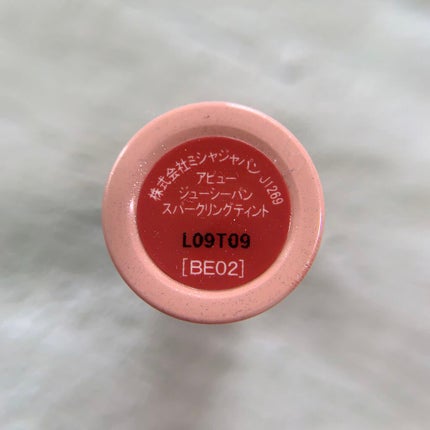 株式会社ミシャジャパン J1269
アピュー
ジューシーパン
スパークリングティント
L09T09
[BE02]